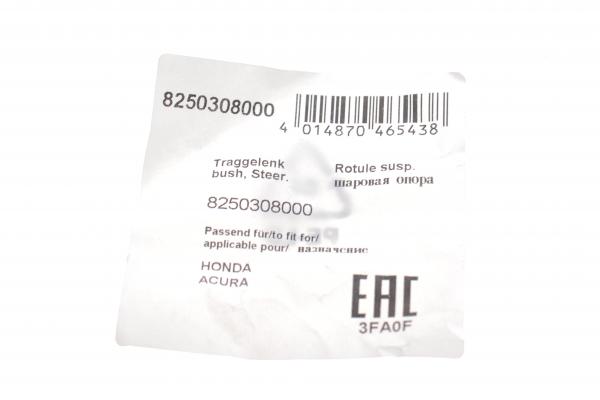 8250308000
4 014870 465438
Traggelenk
bush, Steer.
Rotule susp.
шаровая опора
8250308000
Passend für/to fit for/
applicable pour/ назначение
HONDA
ACURA
EAC
3FA0F